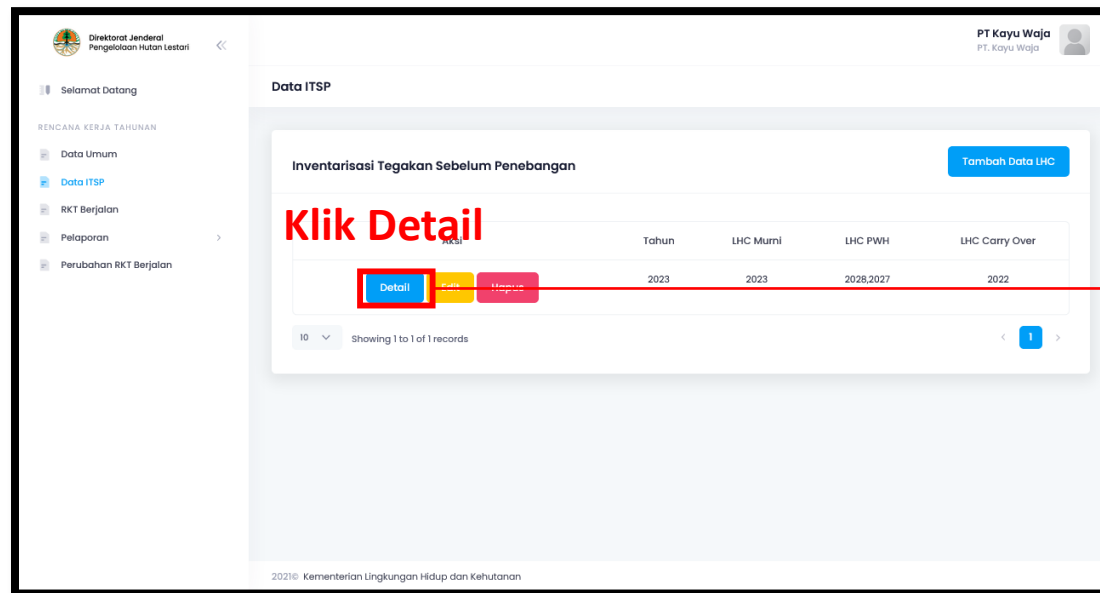 Direktorat Jenderal
Pengelolaan Hutan Lestari
PT Kayu Waja
PT. Kayu Waja
Selamat Datang
Data ITSP
RENCANA KERJA TAHUNAN
Data Umum
Data ITSP
RKT Berjalan
Pelaporan
Perubahan RKT Berjalan
Inventarisasi Tegakan Sebelum Penebangan
Tambah Data LHC
Klik Detail
Aksi Tahun LHC Murni LHC PWH LHC Carry Over
Detail Edit Hapus 2023 2023 2028,2027 2022
10 Showing 1 to 1 of 1 records 1
2021© Kementerian Lingkungan Hidup dan Kehutanan